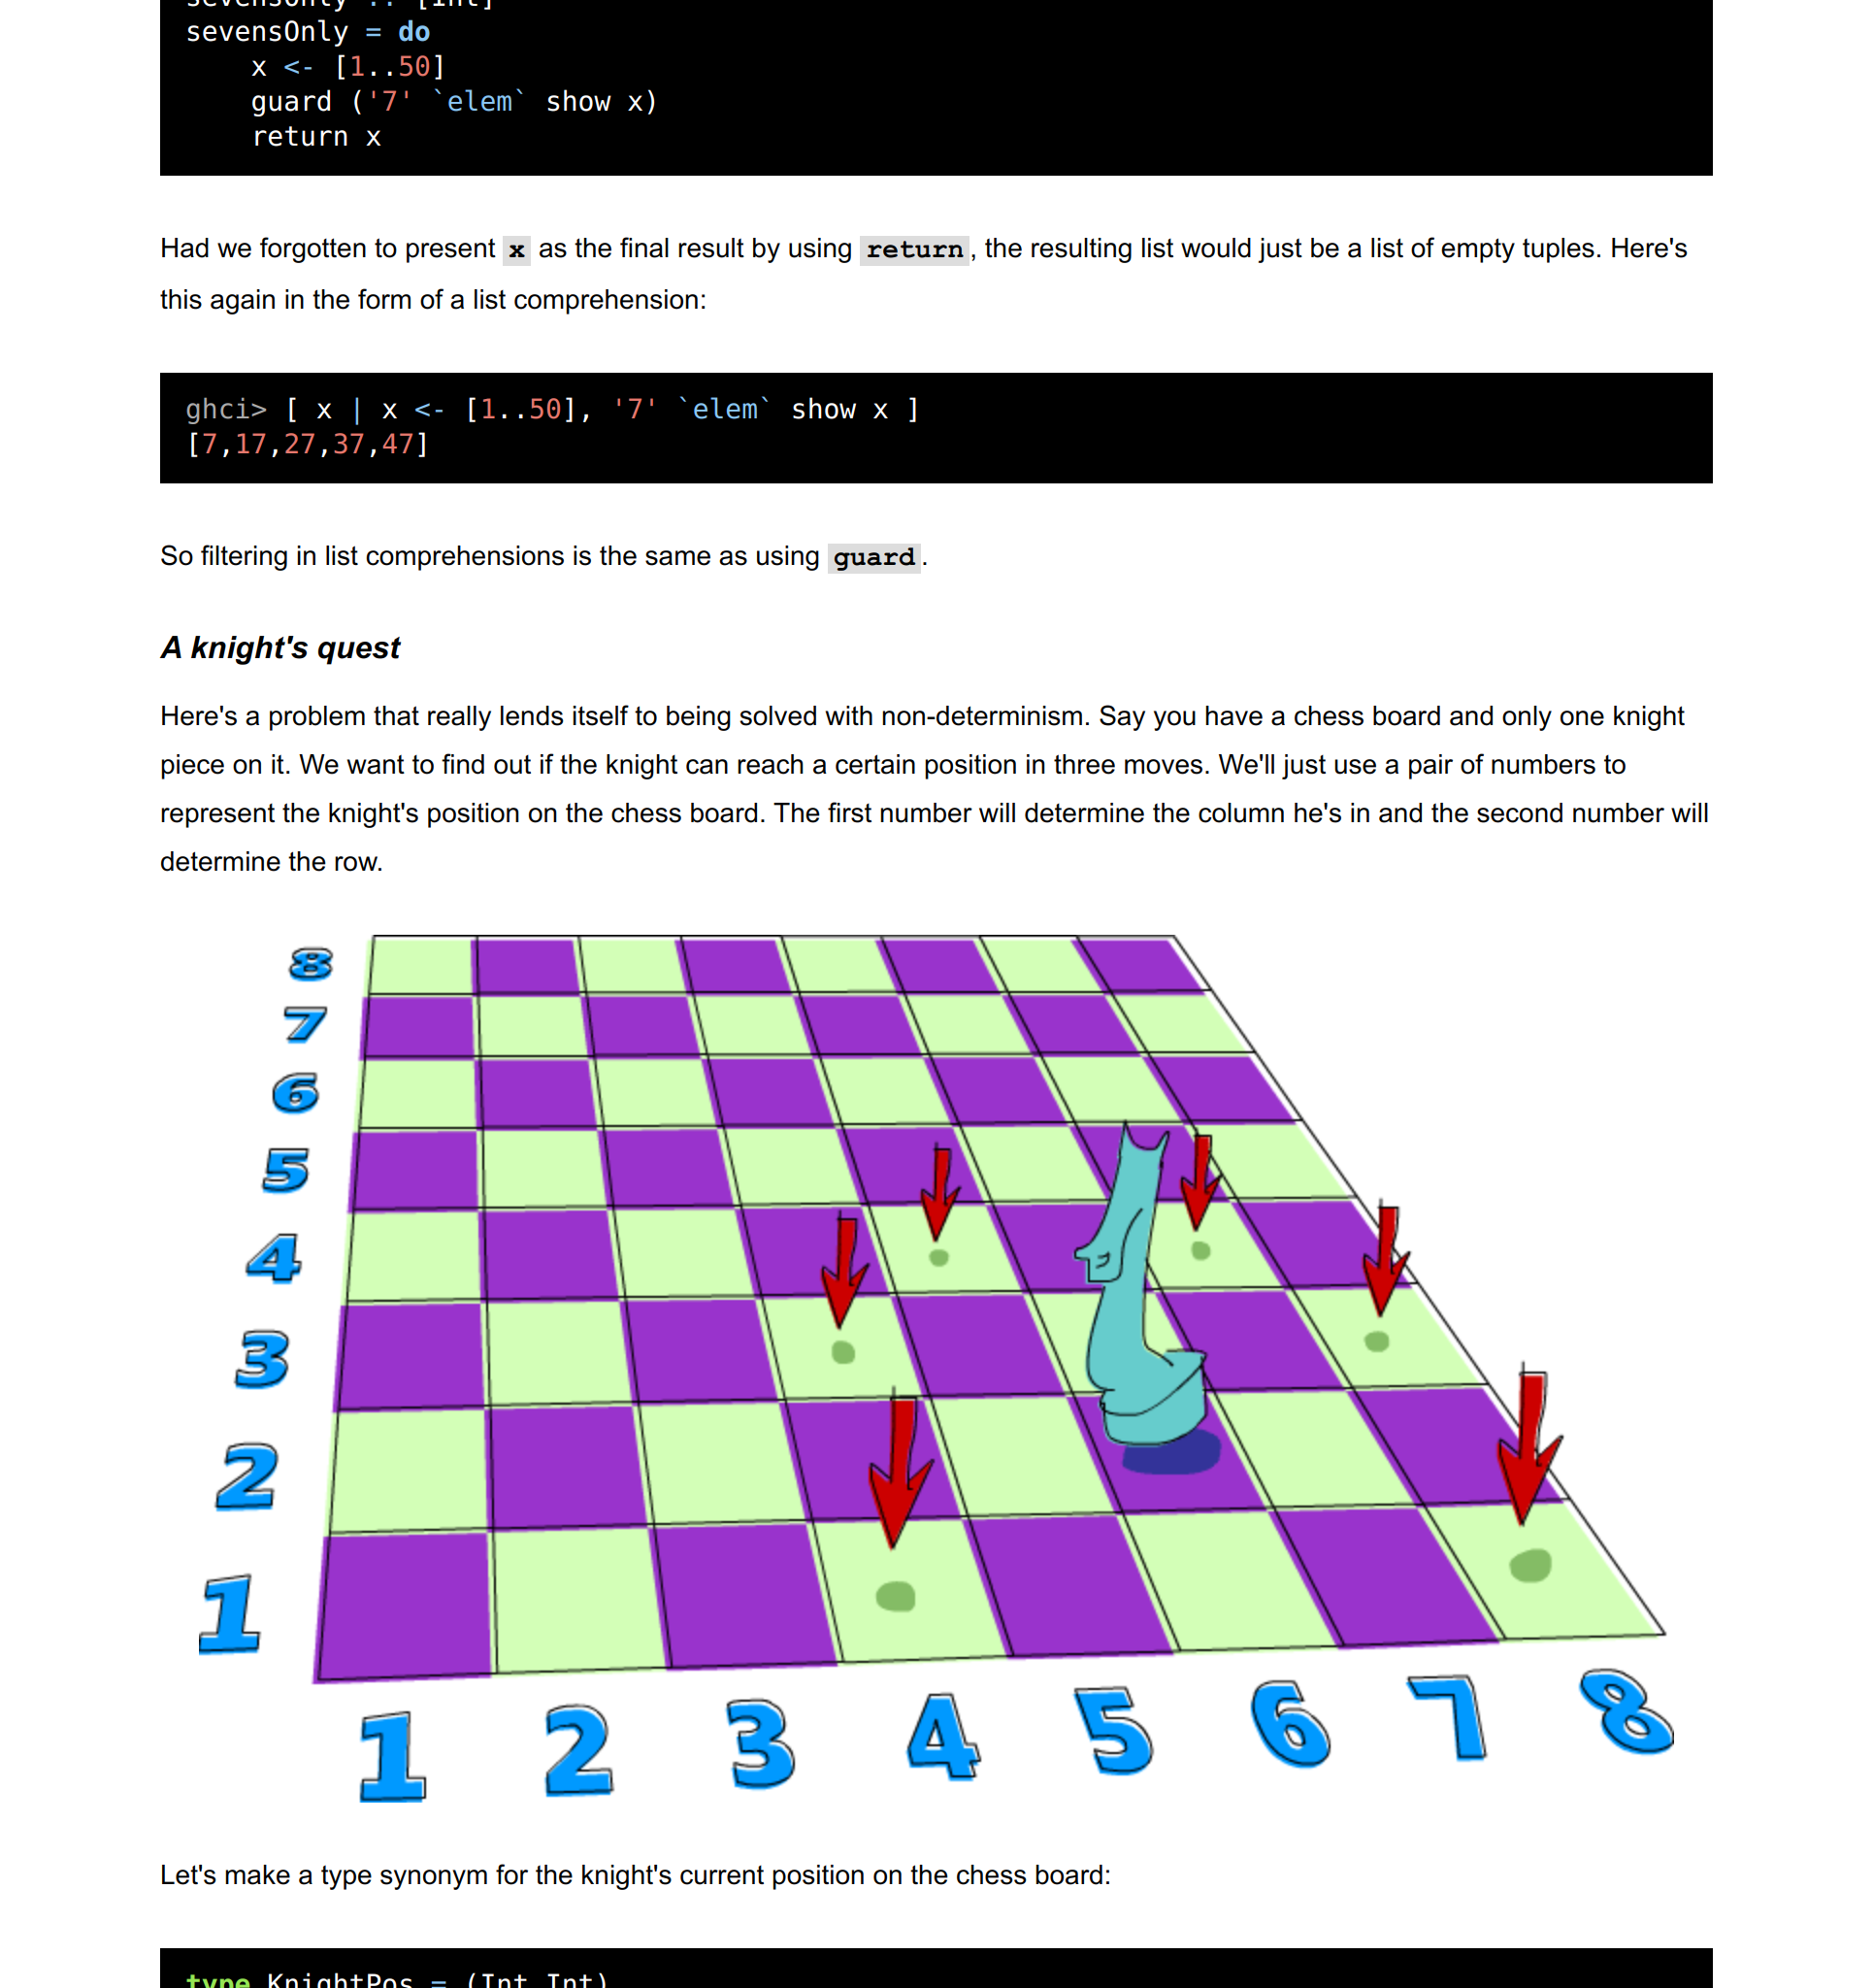 sevensOnly :: [Int]
sevensOnly = do
    x <- [1..50]
    guard ('7' `elem` show x)
    return x
Had we forgotten to present x as the final result by using return, the resulting list would just be a list of empty tuples. Here's
this again in the form of a list comprehension:
ghci> [ x | x <- [1..50], '7' `elem` show x ]
[7,17,27,37,47]
So filtering in list comprehensions is the same as using guard.
A knight's quest
Here's a problem that really lends itself to being solved with non-determinism. Say you have a chess board and only one knight
piece on it. We want to find out if the knight can reach a certain position in three moves. We'll just use a pair of numbers to
represent the knight's position on the chess board. The first number will determine the column he's in and the second number will
determine the row.
8
7
6
5
4
3
2
1
1 2 3 4 5 6 7 8
Let's make a type synonym for the knight's current position on the chess board:
type KnightPos = (Int,Int)